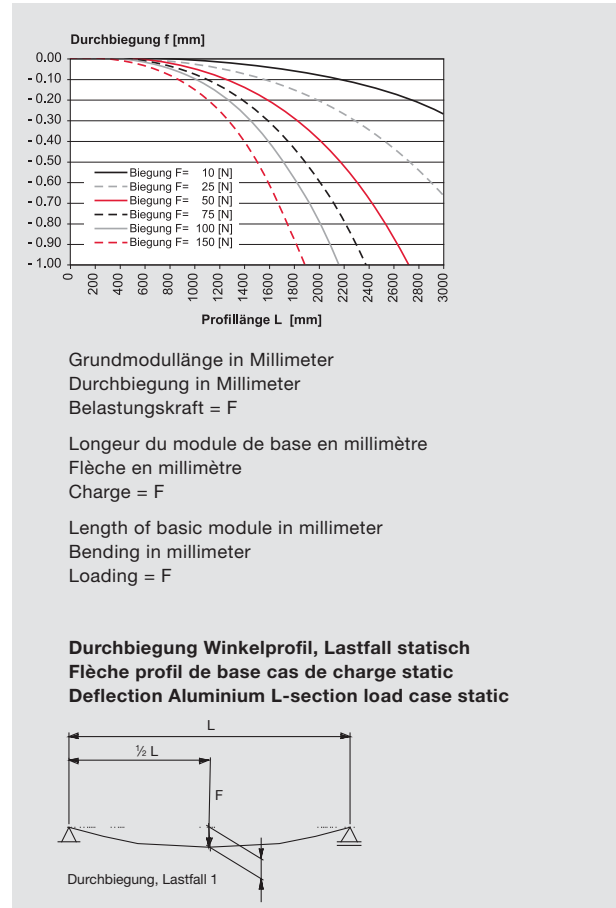 Durchbiegung f [mm]
0.00
- 0.10
- 0.20
- 0.30
- 0.40
- 0.50
- 0.60
- 0.70
- 0.80
- 0.90
- 1.00
Biegung F= 10 [N]
Biegung F= 25 [N]
Biegung F= 50 [N]
Biegung F= 75 [N]
Biegung F= 100 [N]
Biegung F= 150 [N]
0 200 400 600 800 1000 1200 1400 1600 1800 2000 2200 2400 2600 2800 3000
Profillänge L [mm]
Grundmodullänge in Millimeter
Durchbiegung in Millimeter
Belastungskraft = F
Longeur du module de base en millimètre
Flèche en millimètre
Charge = F
Length of basic module in millimeter
Bending in millimeter
Loading = F
Durchbiegung Winkelprofil, Lastfall statisch
Flèche profil de base cas de charge static
Deflection Aluminium L-section load case static
L
½ L
F
Durchbiegung, Lastfall 1